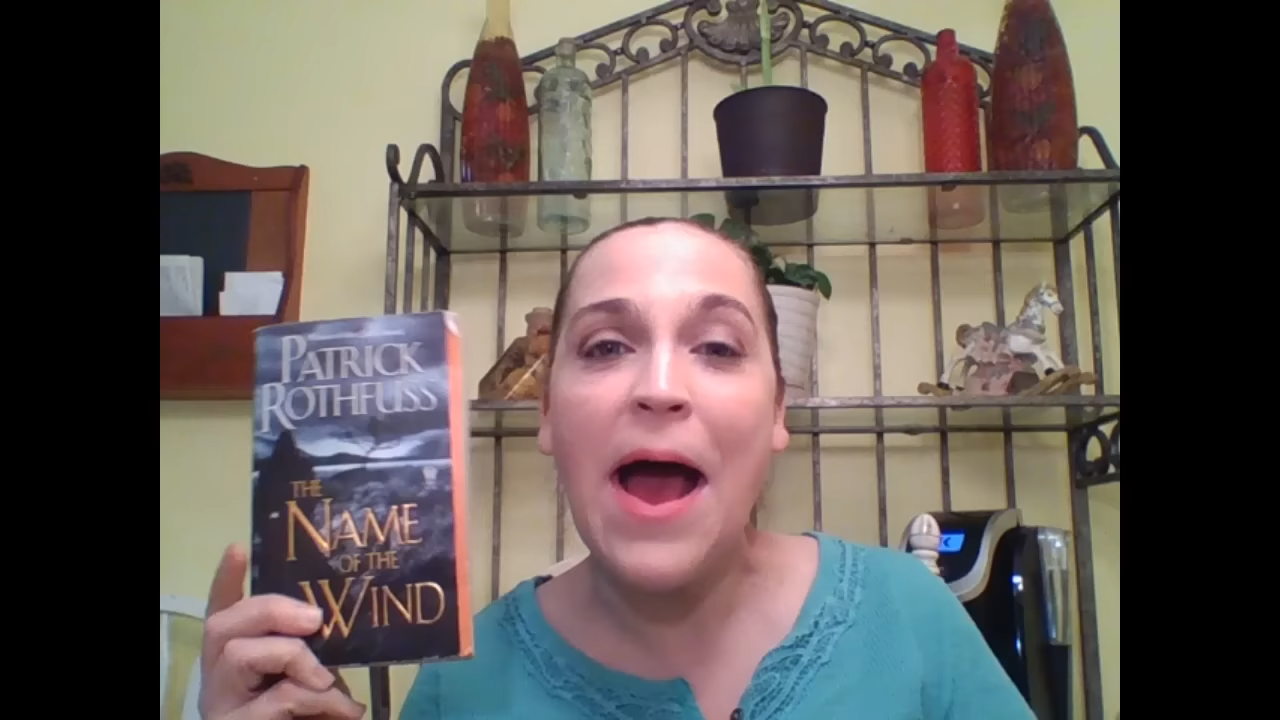 PATRICK
ROTHFUSS
THE
NAME
OF THE
WIND